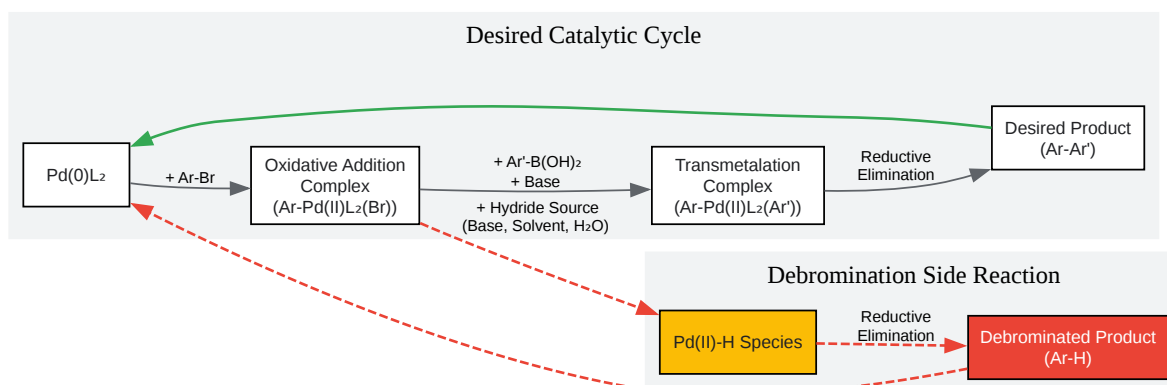 Desired Catalytic Cycle
Pd(0)L₂
+ Ar-Br
Oxidative Addition
Complex
(Ar-Pd(II)L₂(Br))
+ Ar'-B(OH)₂
+ Base
+ Hydride Source
(Base, Solvent, H₂O)
Transmetalation
Complex
(Ar-Pd(II)L₂(Ar'))
Reductive
Elimination
Desired Product
(Ar-Ar')
Debromination Side Reaction
Pd(II)-H Species
Reductive
Elimination
Debrominated Product
(Ar-H)